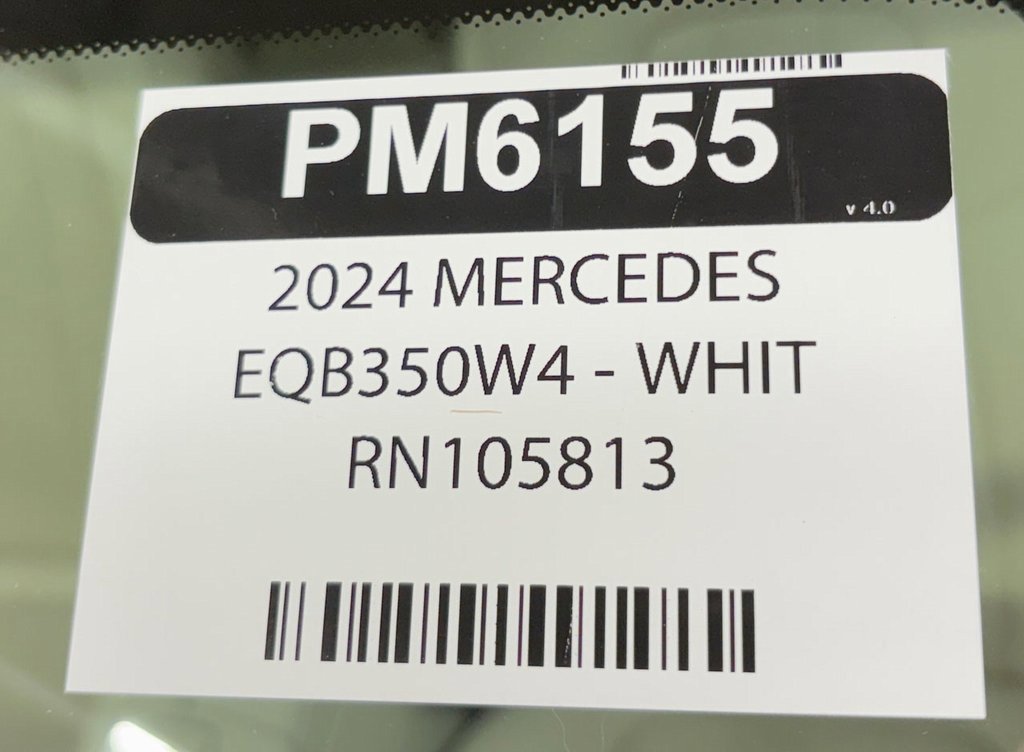 PM6155
v 4.0
2024 MERCEDES
EQB350W4 - WHIT
RN105813